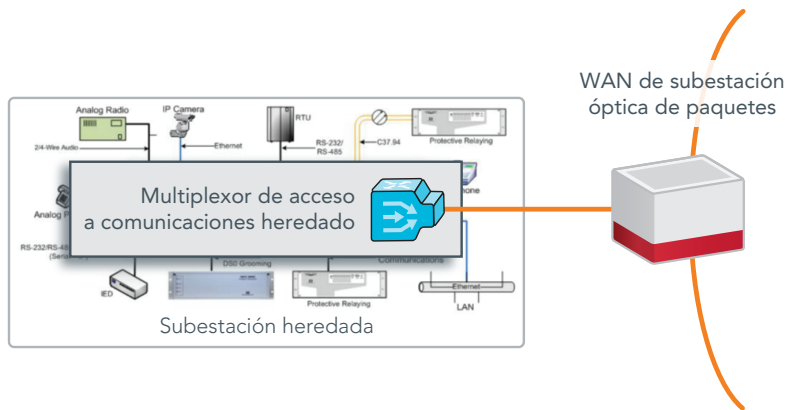 WAN de subestación
óptica de paquetes
Analog Radio
IP Camera
RTU
2/4-Wire Audio
Ethernet
RS-232/
RS-485
C37.94
Protective Relaying
Multiplexor de acceso
a comunicaciones heredado
Analog
RS-232/RS-48
DS0 Grooming
Communications
IED
Protective Relaying
Ethernet
LAN
Subestación heredada